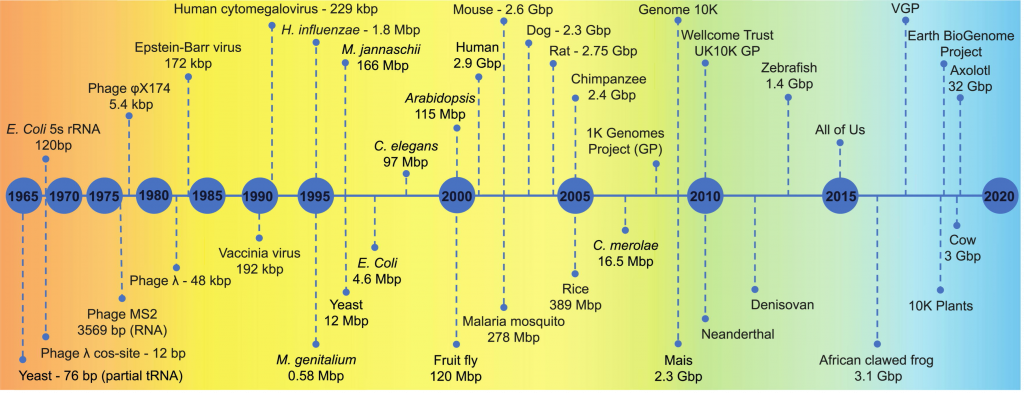 Human cytomegalovirus - 229 kbp
Mouse - 2.6 Gbp
Genome 10K
VGP
H. influenzae - 1.8 Mbp
Dog - 2.3 Gbp
Wellcome Trust
UK10K GP
Earth BioGenome
Project
Epstein-Barr virus
172 kbp
M. jannaschii
166 Mbp
Human
2.9 Gbp
Rat - 2.75 Gbp
Zebrafish
1.4 Gbp
Axolotl
32 Gbp
Phage φX174
5.4 kbp
Chimpanzee
2.4 Gbp
Arabidopsis
115 Mbp
E. Coli 5s rRNA
120bp
C. elegans
97 Mbp
1K Genomes
Project (GP)
All of Us
1965
1970
1975
1980
1985
1990
1995
2000
2005
2010
2015
2020
Vaccinia virus
192 kbp
C. merolae
16.5 Mbp
Cow
3 Gbp
Phage λ - 48 kbp
E. Coli
4.6 Mbp
Rice
389 Mbp
Phage MS2
3569 bp (RNA)
Yeast
12 Mbp
Malaria mosquito
278 Mbp
Denisovan
10K Plants
Neanderthal
Phage λ cos-site - 12 bp
Yeast - 76 bp (partial tRNA)
M. genitalium
0.58 Mbp
Fruit fly
120 Mbp
Mais
2.3 Gbp
African clawed frog
3.1 Gbp